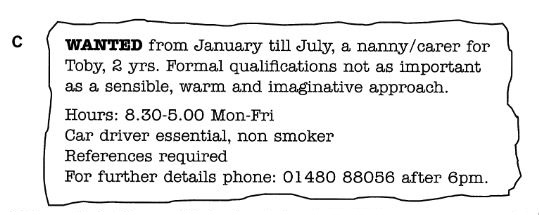 C
WANTED from January till July, a nanny/carer for
Toby, 2 yrs. Formal qualifications not as important
as a sensible, warm and imaginative approach.
Hours: 8.30-5.00 Mon-Fri
Car driver essential, non smoker
References required
For further details phone: 01480 88056 after 6pm.